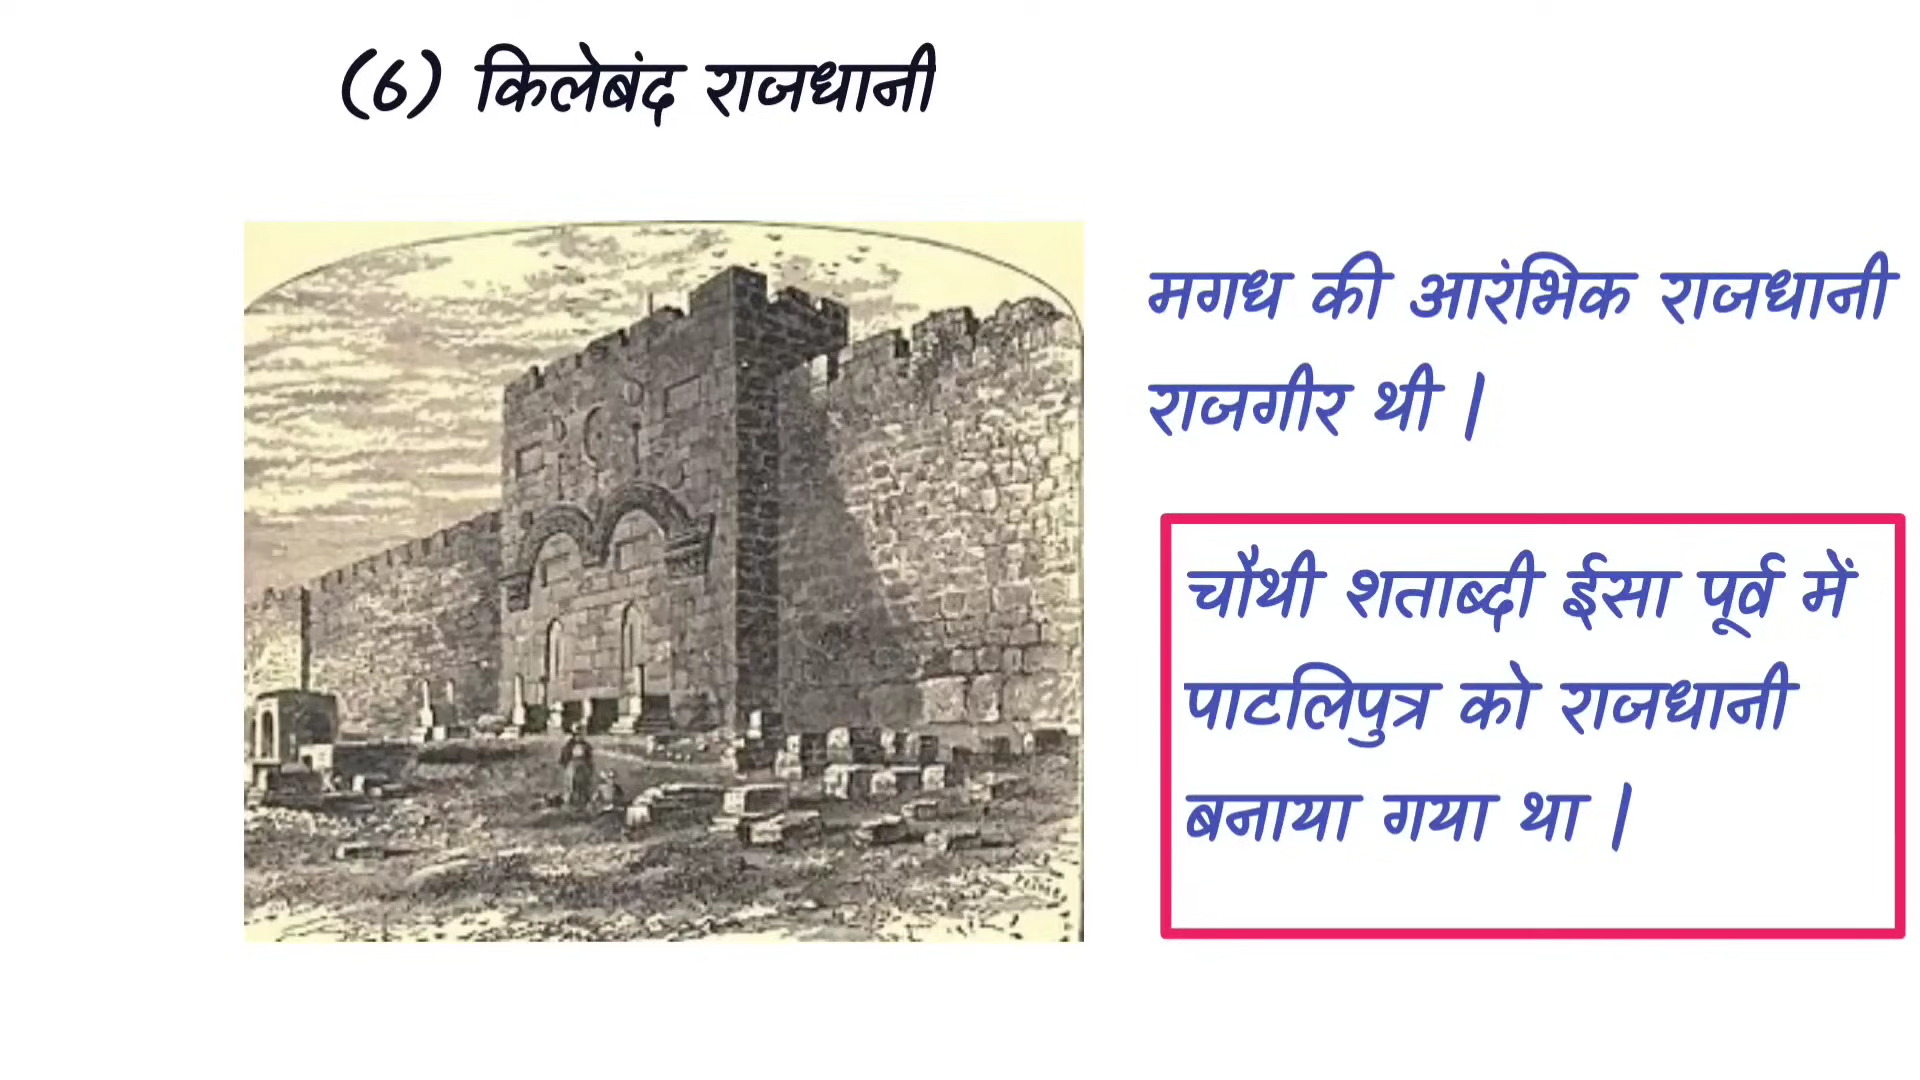 (6) किलेबंद राजधानी
मगध की आरंभिक राजधानी
राजगीर थी |
चौथी शताब्दी ईसा पूर्व में
पाटलिपुत्र को राजधानी
बनाया गया था |